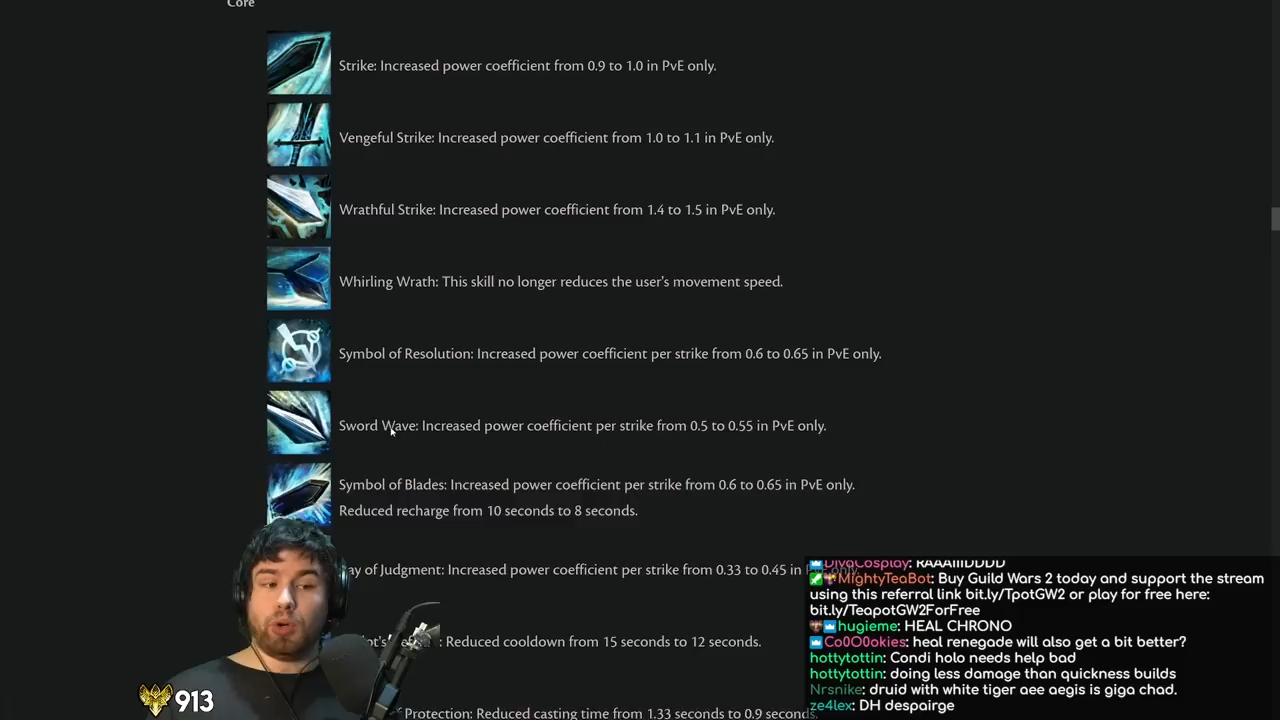 Core
Strike: Increased power coefficient from 0.9 to 1.0 in PvE only.
Vengeful Strike: Increased power coefficient from 1.0 to 1.1 in PvE only.
Wrathful Strike: Increased power coefficient from 1.4 to 1.5 in PvE only.
Whirling Wrath: This skill no longer reduces the user's movement speed.
Symbol of Resolution: Increased power coefficient per strike from 0.6 to 0.65 in PvE only.
Sword Wave: Increased power coefficient per strike from 0.5 to 0.55 in PvE only.
Symbol of Blades: Increased power coefficient per strike from 0.6 to 0.65 in PvE only.
Reduced recharge from 10 seconds to 8 seconds.
ay of Judgment: Increased power coefficient per strike from 0.33 to 0.45 in PvE only.
: Reduced cooldown from 15 seconds to 12 seconds.
Protection: Reduced casting time from 1.33 seconds to 0.9 seconds.
913
DivaCosplay: RAAAIIIDDDD
MightyTeaBot: Buy Guild Wars 2 today and support the stream
using this referral link bit.ly/TpotGW2 or play for free here:
bit.ly/TeapotGW2ForFree
hugieme: HEAL CHRONO
Co0O0okies: heal renegade will also get a bit better?
hottytottin: Condi holo needs help bad
hottytottin: doing less damage than quickness builds
Nrsnike: druid with white tiger aee aegis is giga chad.
ze4lex: DH despairge